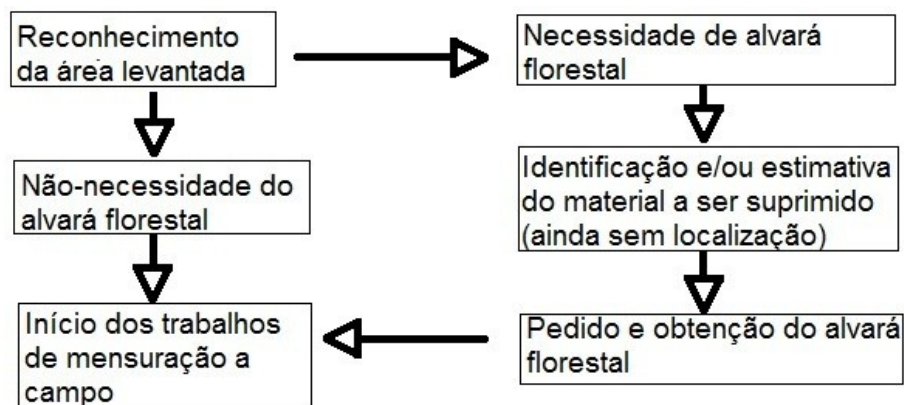 Reconhecimento
da área levantada
Necessidade de alvará
florestal
Não-necessidade do
alvará florestal
Identificação e/ou estimativa
do material a ser suprimido
(ainda sem localização)
Início dos trabalhos
de mensuração a
campo
Pedido e obtenção do alvará
florestal